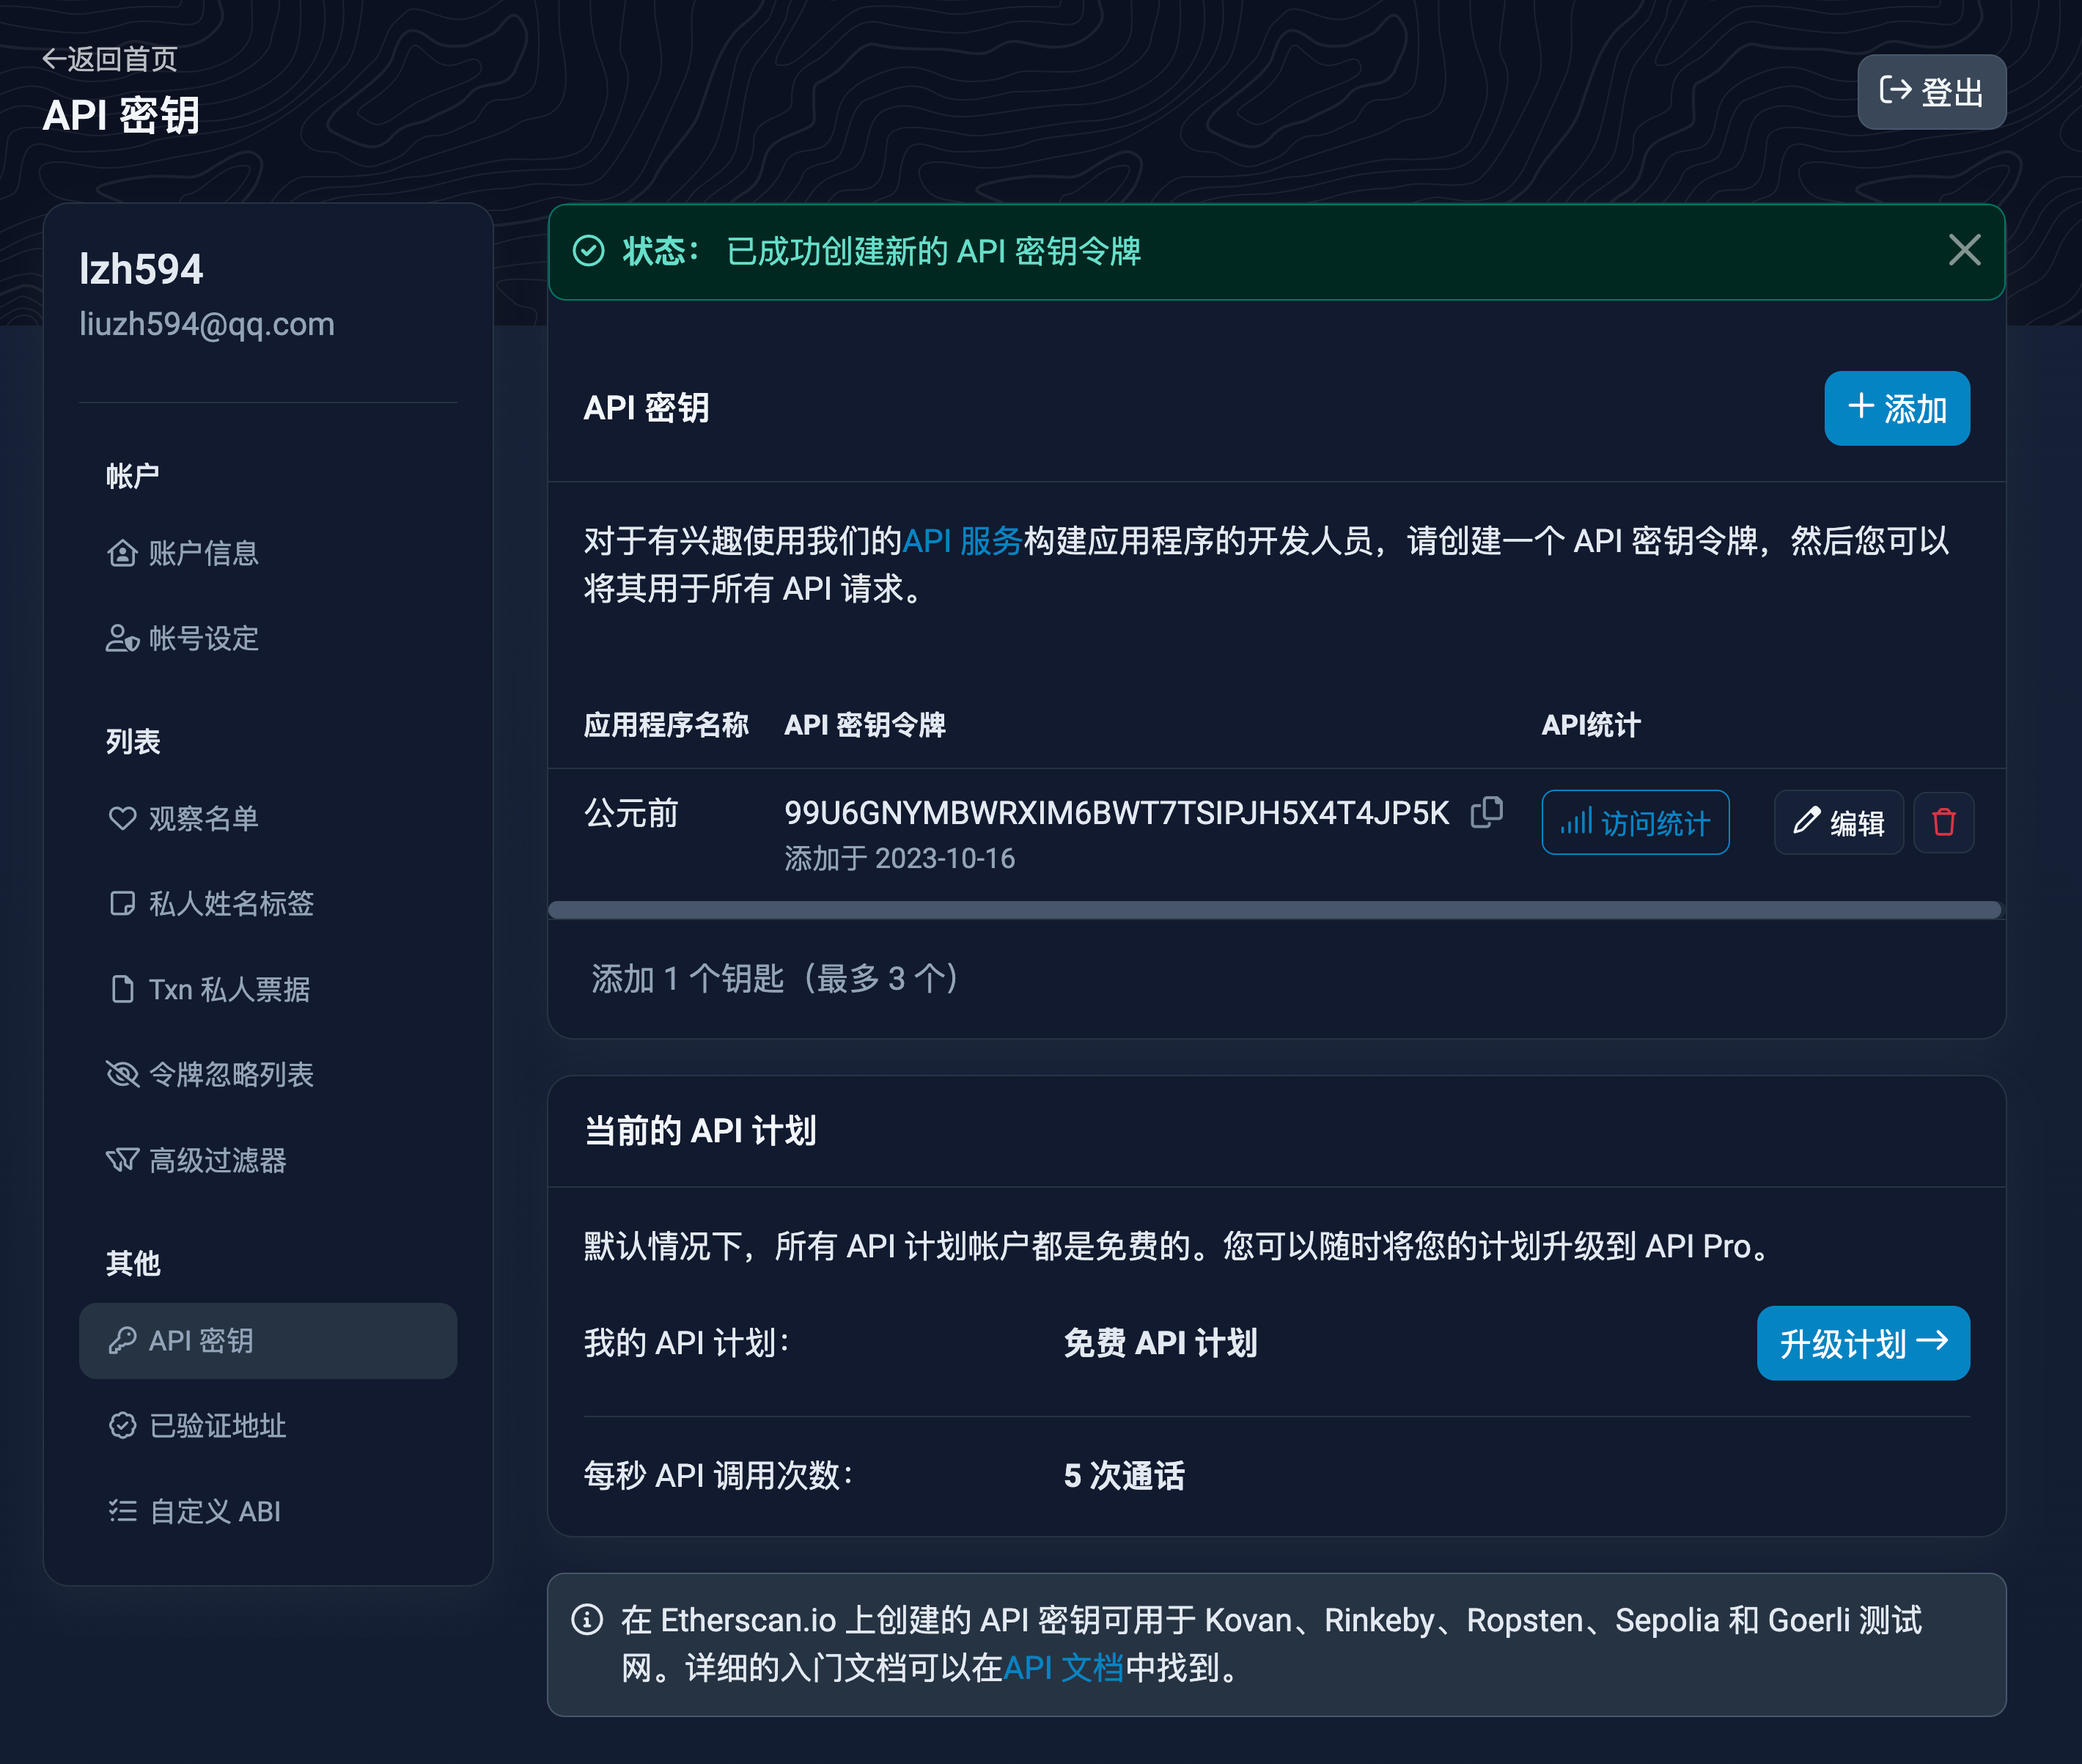 ←返回首页
API 密钥
登出
lzh594
liuzh594@qq.com
帐户
账户信息
帐号设定
列表
观察名单
私人姓名标签
Txn 私人票据
令牌忽略列表
高级过滤器
其他
API 密钥
已验证地址
自定义 ABI
状态： 已成功创建新的 API 密钥令牌
API 密钥
添加
对于有兴趣使用我们的API 服务构建应用程序的开发人员，请创建一个 API 密钥令牌，然后您可以
将其用于所有 API 请求。
应用程序名称 API 密钥令牌 API统计
公元前 99U6GNYMBWRXIM6BWT7TSIPJH5X4T4JP5K 访问统计 编辑
添加于 2023-10-16
添加 1 个钥匙（最多 3 个）
当前的 API 计划
默认情况下，所有 API 计划帐户都是免费的。您可以随时将您的计划升级到 API Pro。
我的 API 计划： 免费 API 计划 升级计划→
每秒 API 调用次数： 5 次通话
在 Etherscan.io 上创建的 API 密钥可用于 Kovan、Rinkeby、Ropsten、Sepolia 和 Goerli 测试
网。详细的入门文档可以在API 文档中找到。